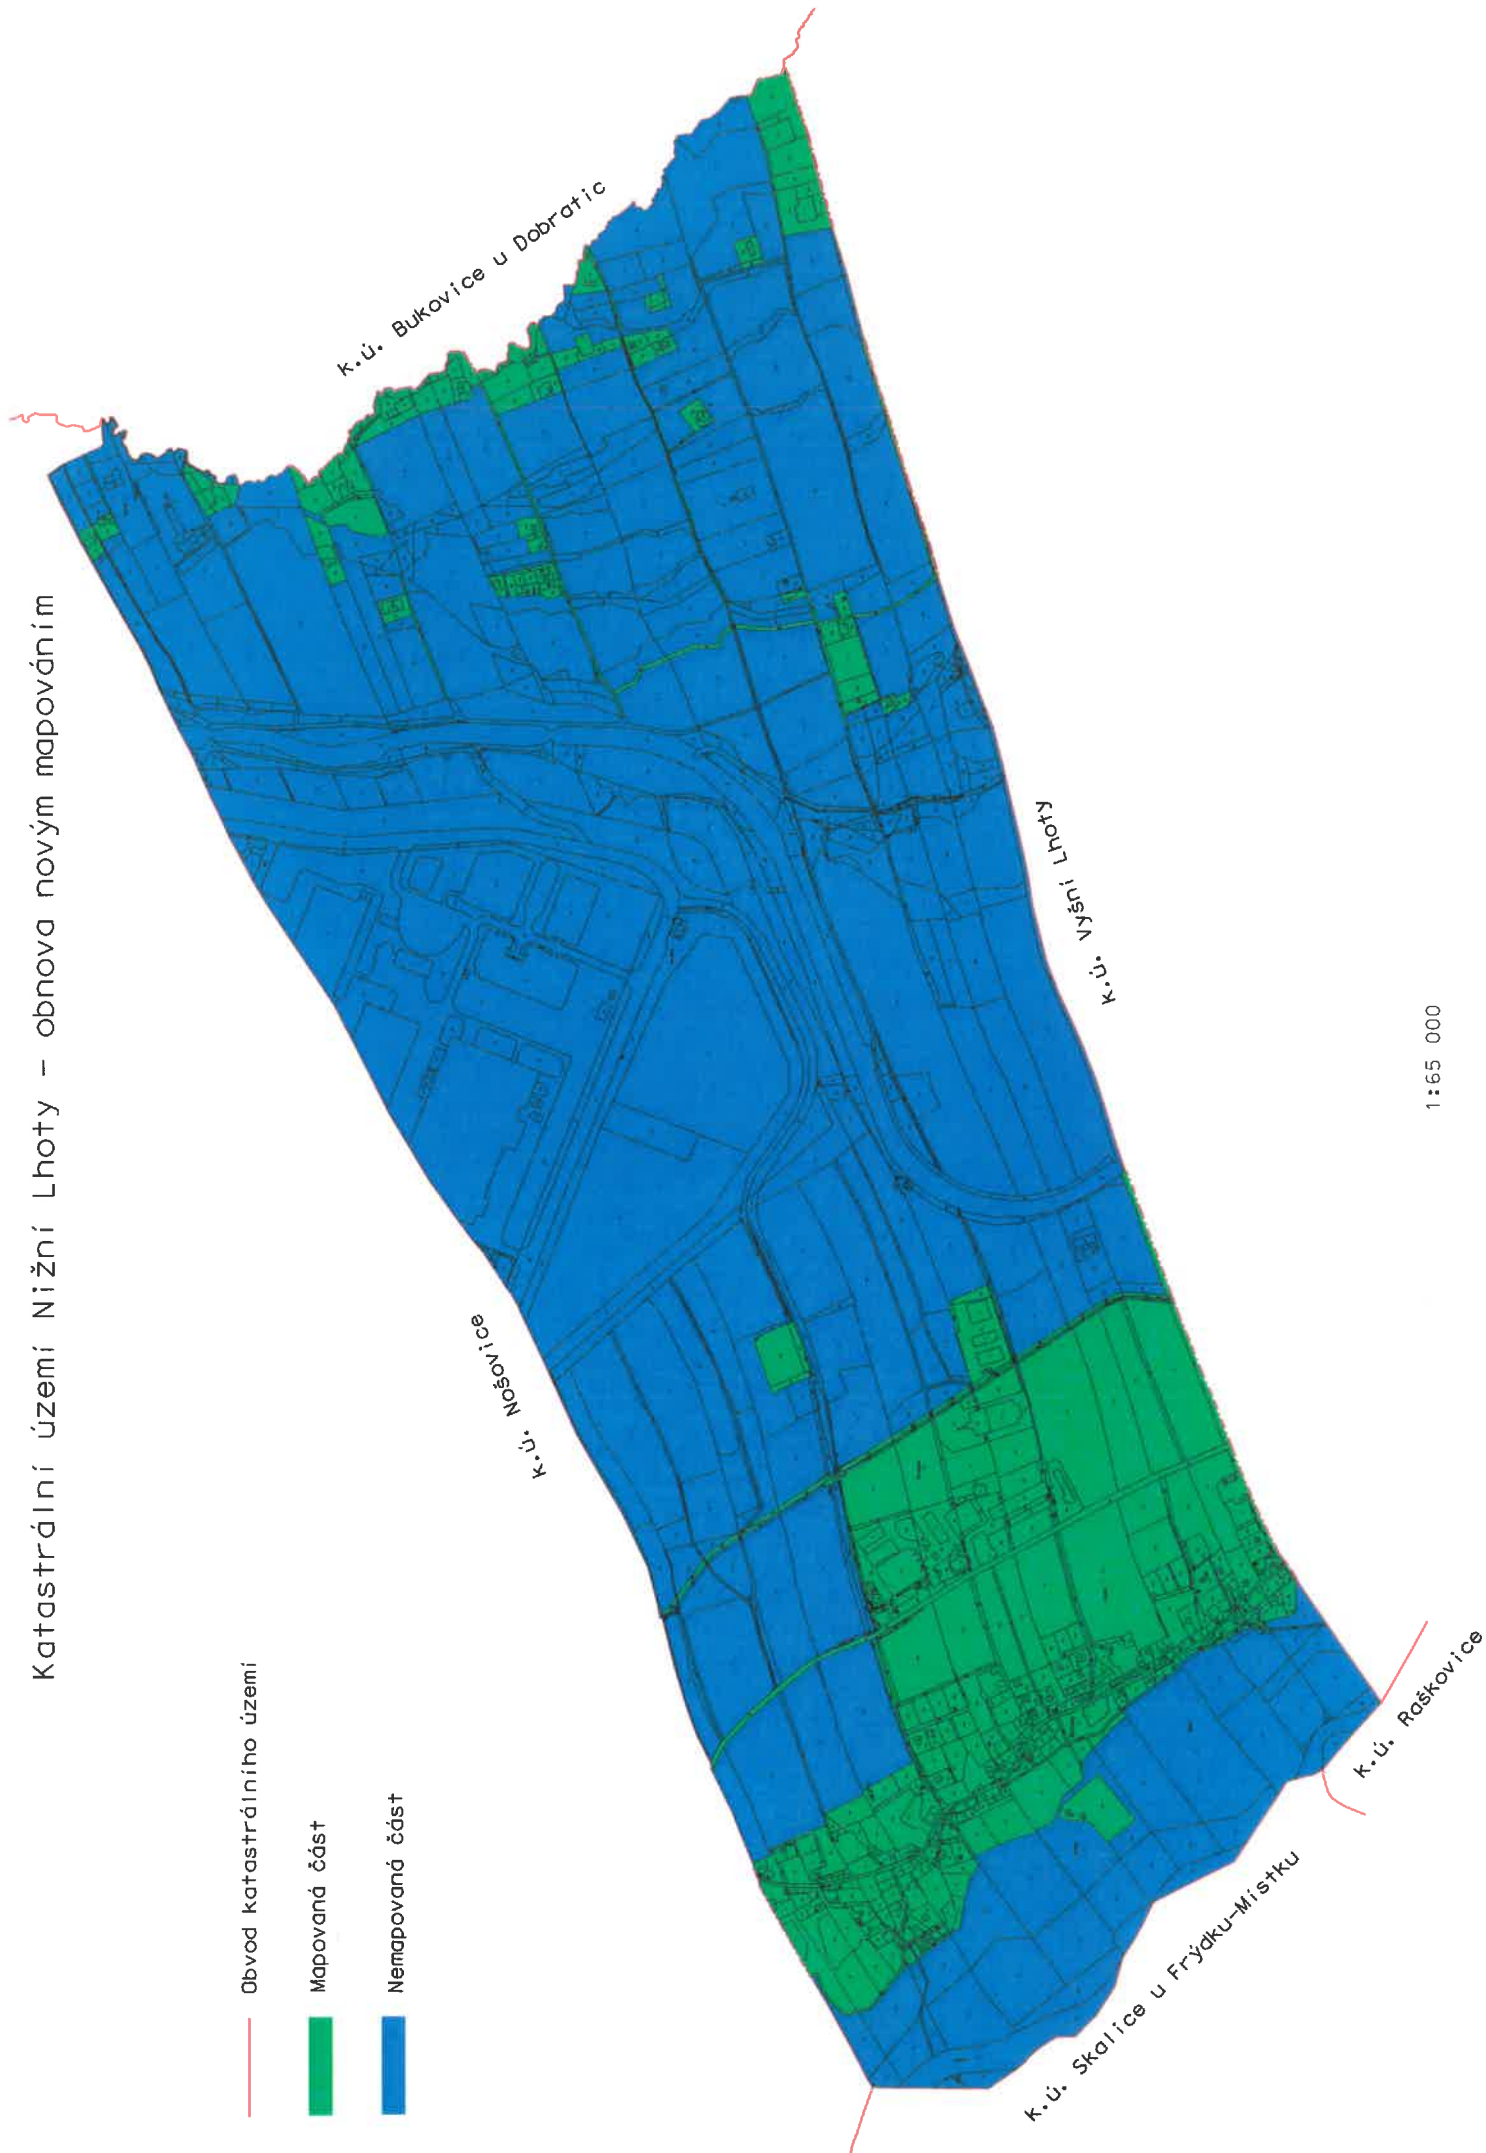 Katastrální území Nižní Lhoty - obnova novým mapováním
Obvod katastrálního území
Mapovaná část
Nemapovaná část
k.ú. Nošovice
k.ú. Bukovice u Dobratic
k.ú. Vyšní Lhoty
k.ú. Skalice u Frýdku-Místku
k.ú. Raškovice
1:65 000